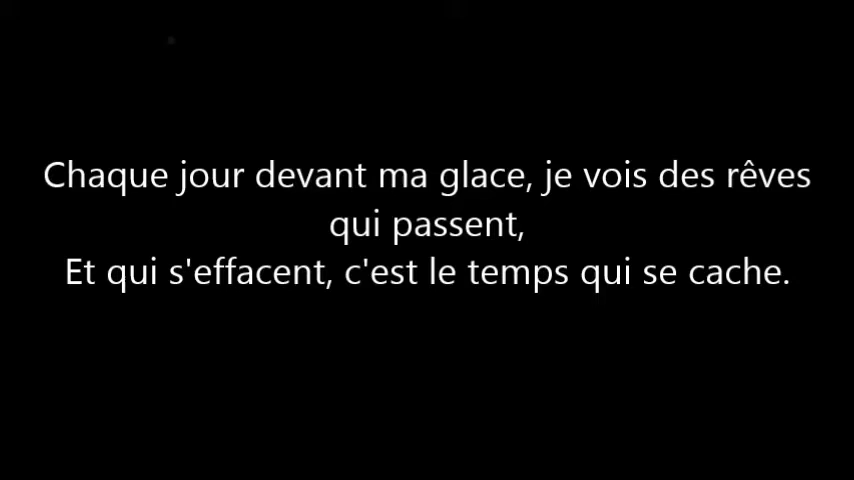 Chaque jour devant ma glace, je vois des rêves
qui passent,
Et qui s'effacent, c'est le temps qui se cache.